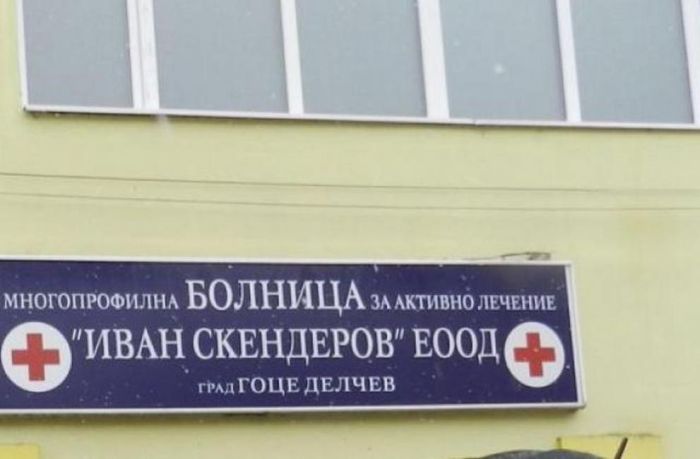 МНОГОПРОФИЛНА БОЛНИЦА ЗА АКТИВНО ЛЕЧЕНИЕ
"ИВАН СКЕНДЕРОВ" ЕООД
ГРАД ГОЦЕ ДЕЛЧЕВ